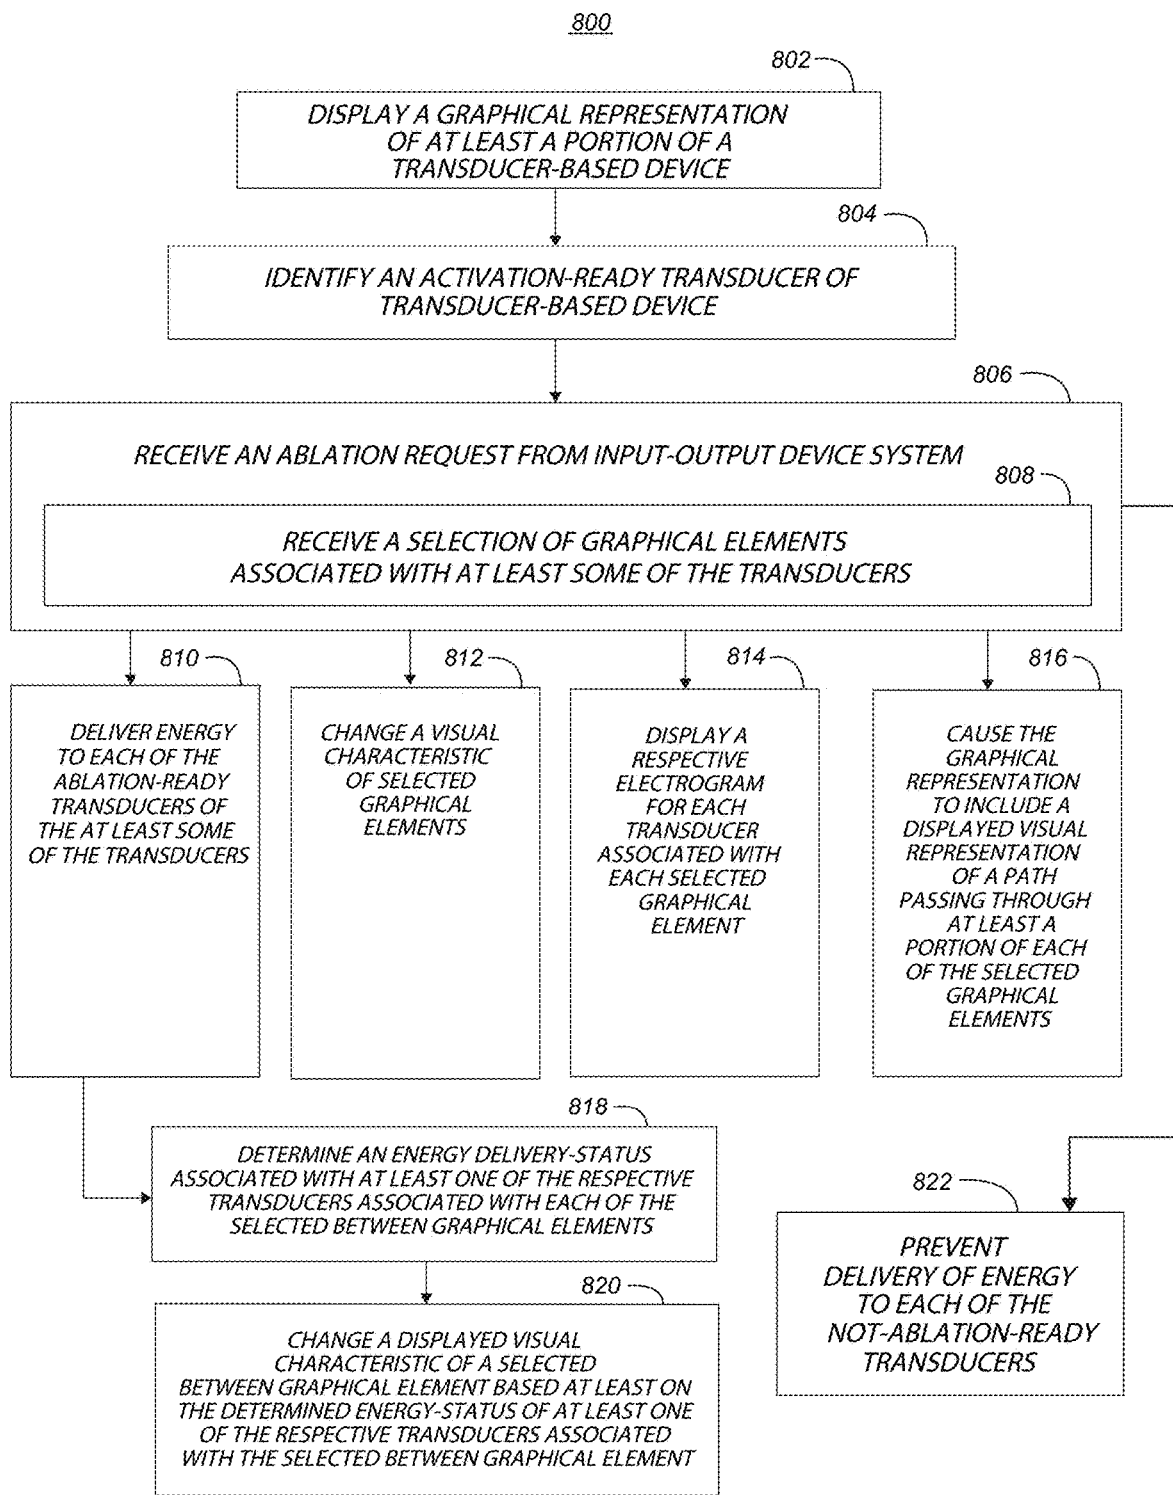 800
802
DISPLAY A GRAPHICAL REPRESENTATION
OF AT LEAST A PORTION OF A
TRANSDUCER-BASED DEVICE
804
IDENTIFY AN ACTIVATION-READY TRANSDUCER OF
TRANSDUCER-BASED DEVICE
806
RECEIVE AN ABLATION REQUEST FROM INPUT-OUTPUT DEVICE SYSTEM
808
RECEIVE A SELECTION OF GRAPHICAL ELEMENTS
ASSOCIATED WITH AT LEAST SOME OF THE TRANSDUCERS
810
DELIVER ENERGY
TO EACH OF THE
ABLATION-READY
TRANSDUCERS OF
THE AT LEAST SOME
OF THE TRANSDUCERS
812
CHANGE A VISUAL
CHARACTERISTIC
OF SELECTED
GRAPHICAL
ELEMENTS
814
DISPLAY A
RESPECTIVE
ELECTROGRAM
FOR EACH
TRANSDUCER
ASSOCIATED WITH
EACH SELECTED
GRAPHICAL
ELEMENT
816
CAUSE THE
GRAPHICAL
REPRESENTATION
TO INCLUDE A
DISPLAYED VISUAL
REPRESENTATION
OF A PATH
PASSING THROUGH
AT LEAST A
PORTION OF EACH
OF THE SELECTED
GRAPHICAL
ELEMENTS
818
DETERMINE AN ENERGY DELIVERY-STATUS
ASSOCIATED WITH AT LEAST ONE OF THE RESPECTIVE
TRANSDUCERS ASSOCIATED WITH EACH OF THE
SELECTED BETWEEN GRAPHICAL ELEMENTS
820
CHANGE A DISPLAYED VISUAL
CHARACTERISTIC OF A SELECTED
BETWEEN GRAPHICAL ELEMENT BASED AT LEAST ON
THE DETERMINED ENERGY-STATUS OF AT LEAST ONE
OF THE RESPECTIVE TRANSDUCERS ASSOCIATED
WITH THE SELECTED BETWEEN GRAPHICAL ELEMENT
822
PREVENT
DELIVERY OF ENERGY
TO EACH OF THE
NOT-ABLATION-READY
TRANSDUCERS